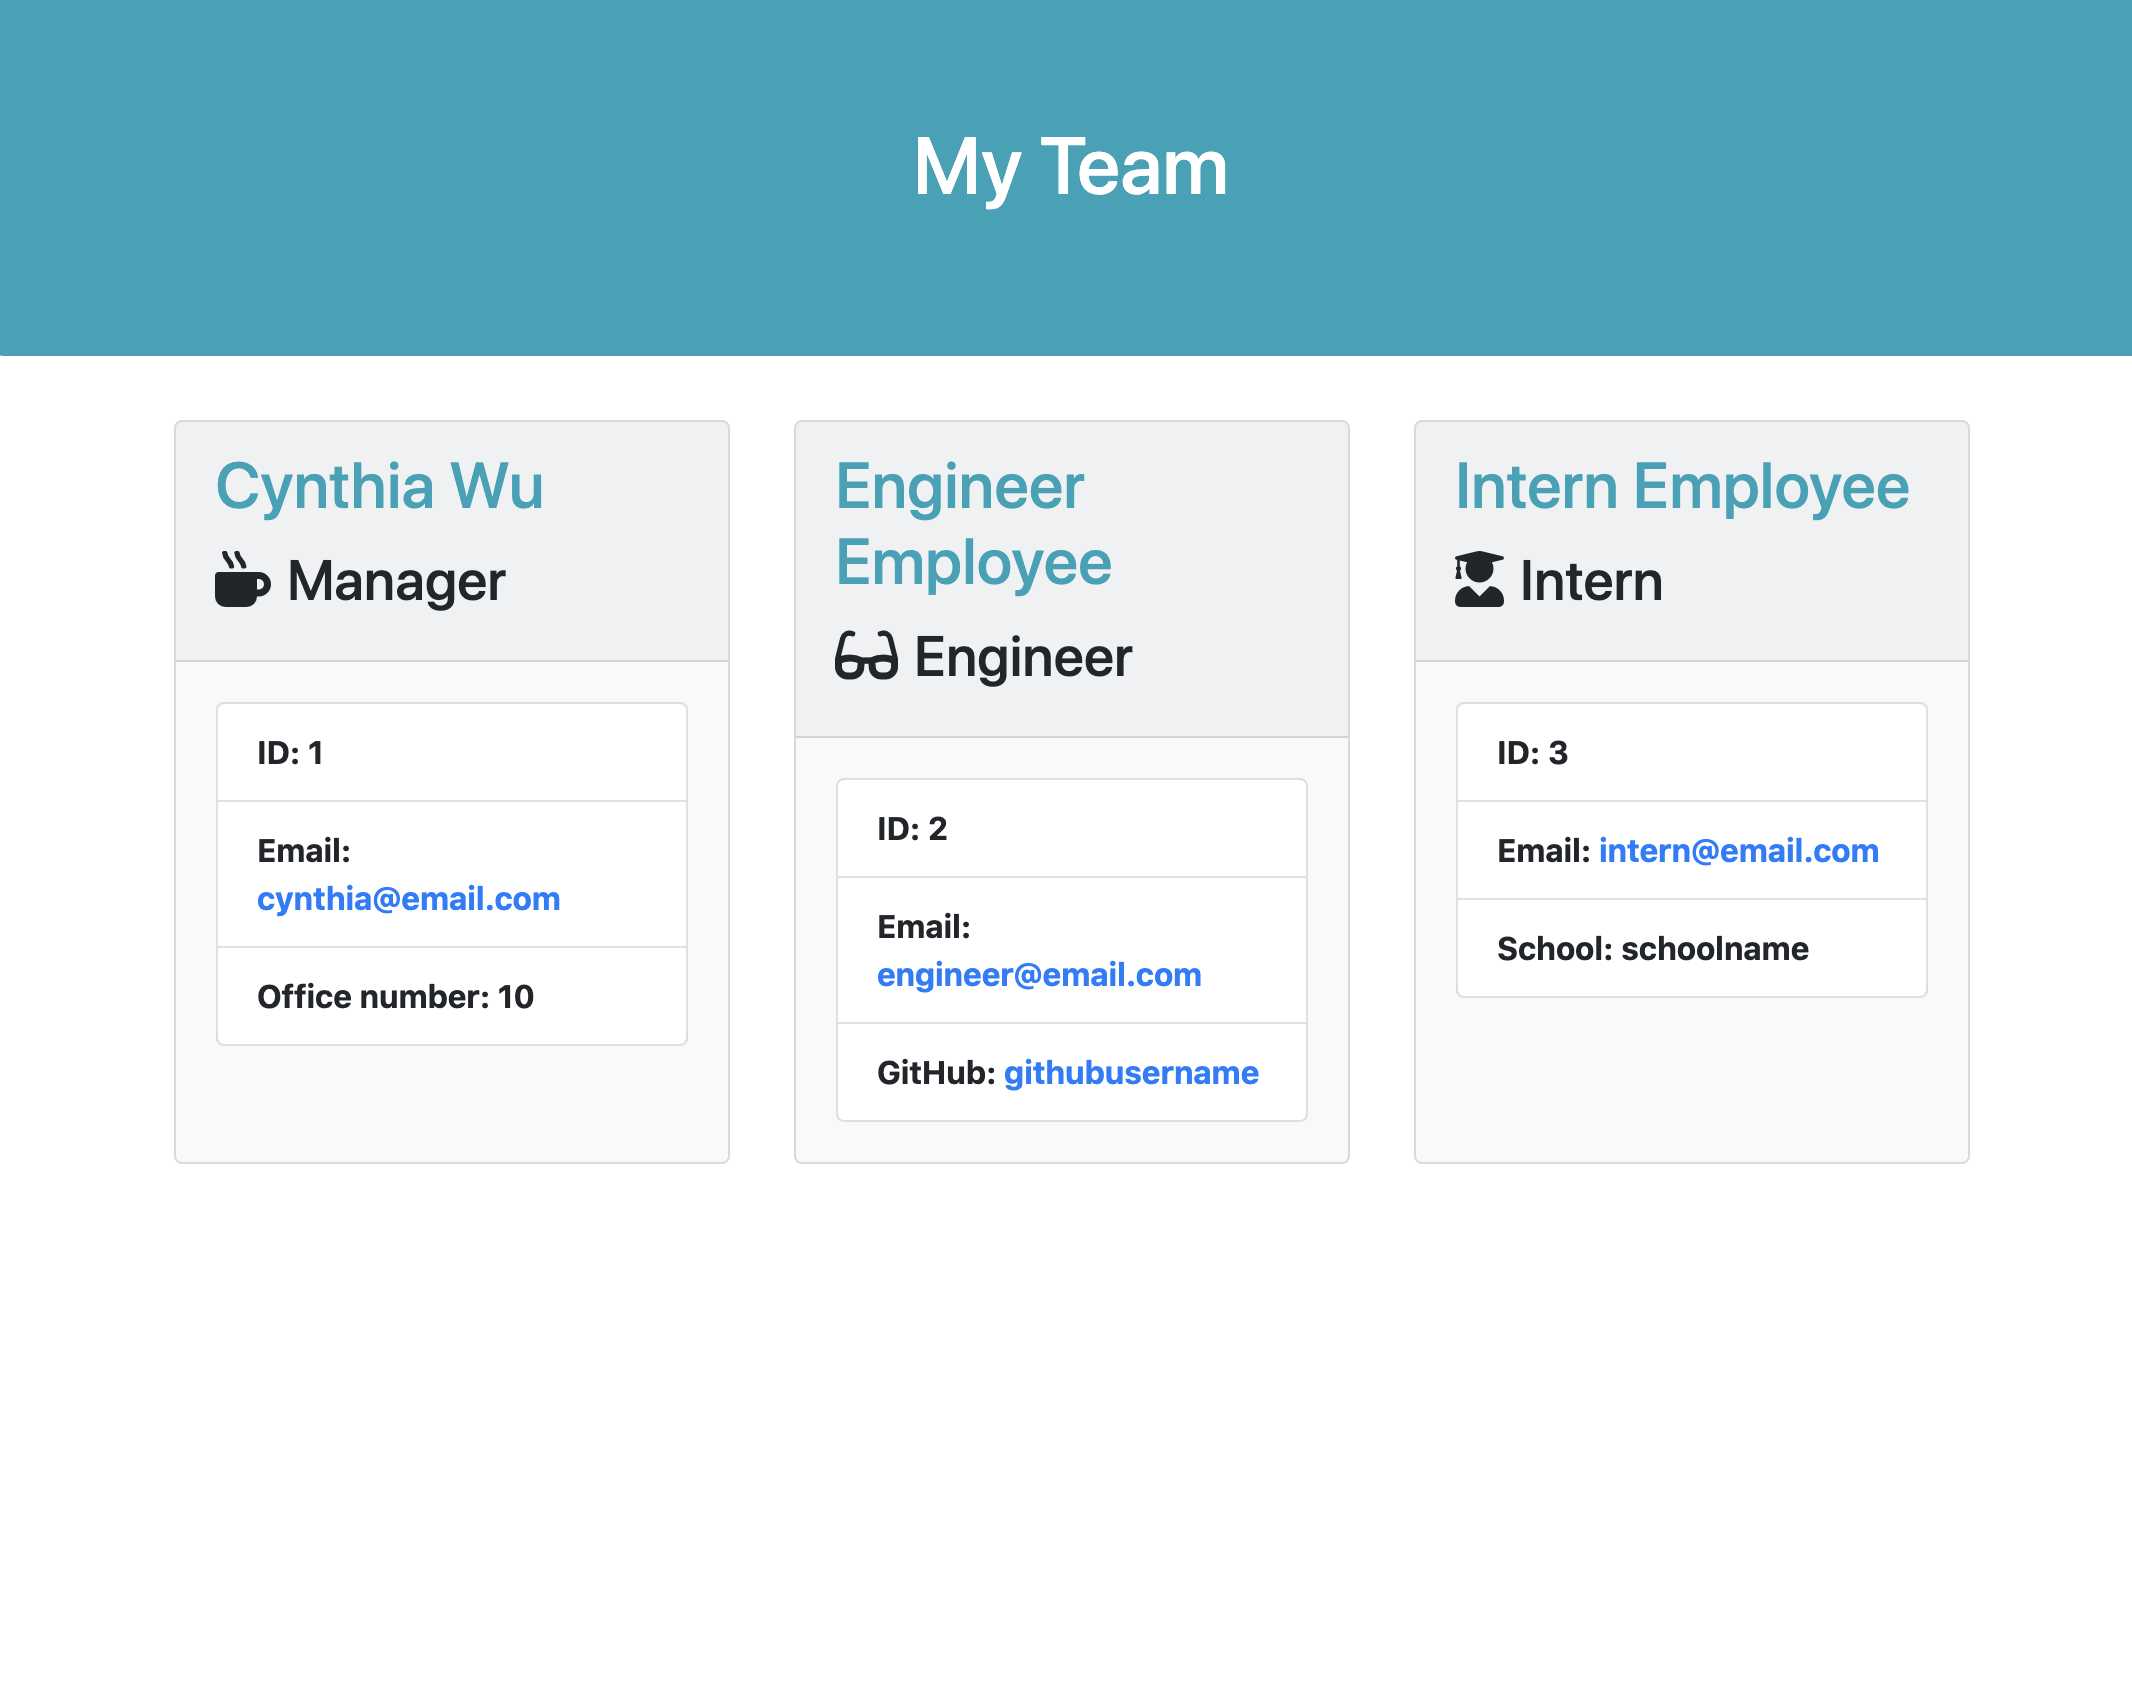 My Team
Cynthia Wu
Manager
ID: 1
Email:
cynthia@email.com
Office number: 10
Engineer
Employee
Engineer
ID: 2
Email:
engineer@email.com
GitHub: githubusername
Intern Employee
Intern
ID: 3
Email: intern@email.com
School: schoolname